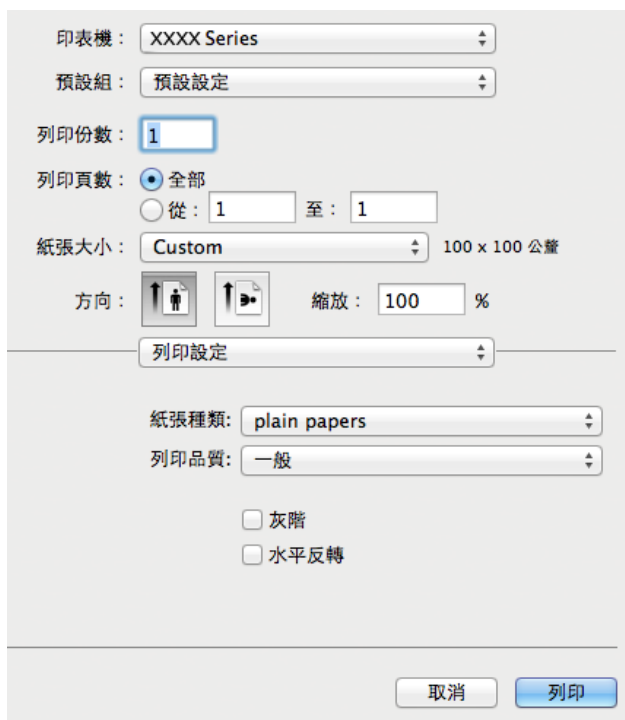 印表機： XXXX Series
預設組： 預設設定
列印份數： 1
列印頁數： 全部
從： 1 至： 1
紙張大小： Custom 100 x 100 公釐
方向： 縮放： 100 %
列印設定
紙張種類: plain papers
列印品質: 一般
灰階
水平反轉
取消 列印